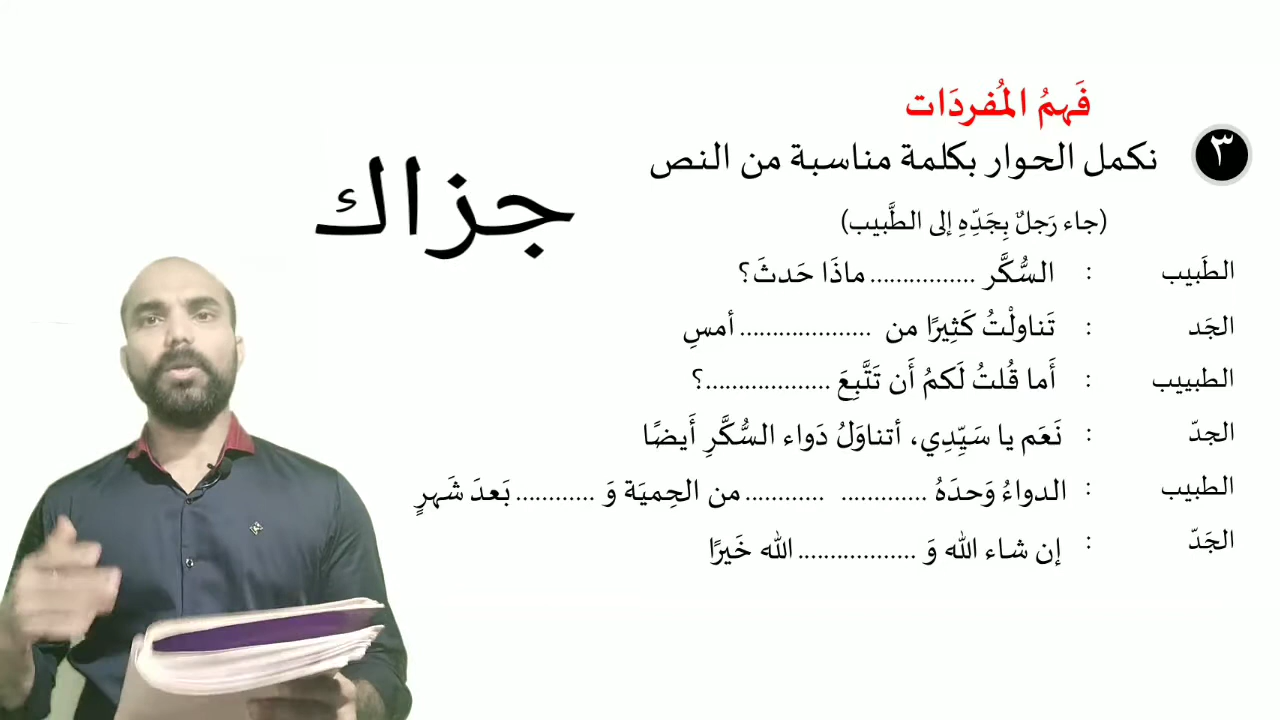 فَهمُ المُفردَات
٣ نكمل الحوار بكلمة مناسبة من النص
جزاك
(جاء رَجلٌ بِجَدِّهِ إلى الطَّبيب)
الطَبيب : السُّكَّر ................ ماذَا حَدثَ؟
الجَد : تَناولْتُ كَثِيرًا من .................... أمسِ
الطبييب : أَما قُلتُ لَكمُ أَن تَتَّبِعَ ...................؟
الجدّ : نَعَم يا سَيِّدِي، أتناوَلُ دَواء السُّكَّرِ أَيضًا
الطبيب : الدواءُ وَحدَهُ ............. ............ من الحِميَة وَ ............ بَعدَ شَهرٍ
الجَدّ : إن شاء الله وَ .................. الله خَيرًا